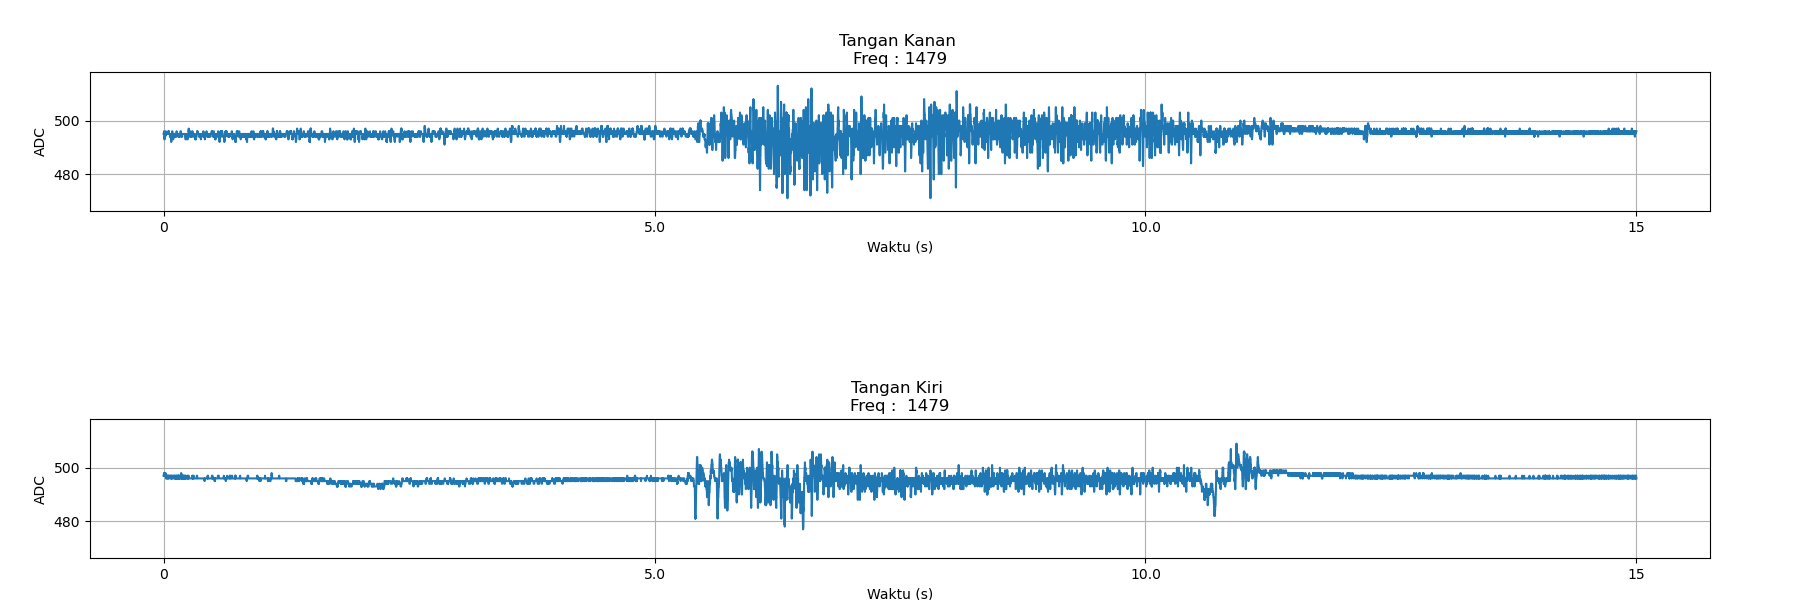 Tangan Kanan
Freq : 1479
ADC
500
480
0 5.0 10.0 15
Waktu (s)
Tangan Kiri
Freq :  1479
ADC
500
480
0 5.0 10.0 15
Waktu (s)